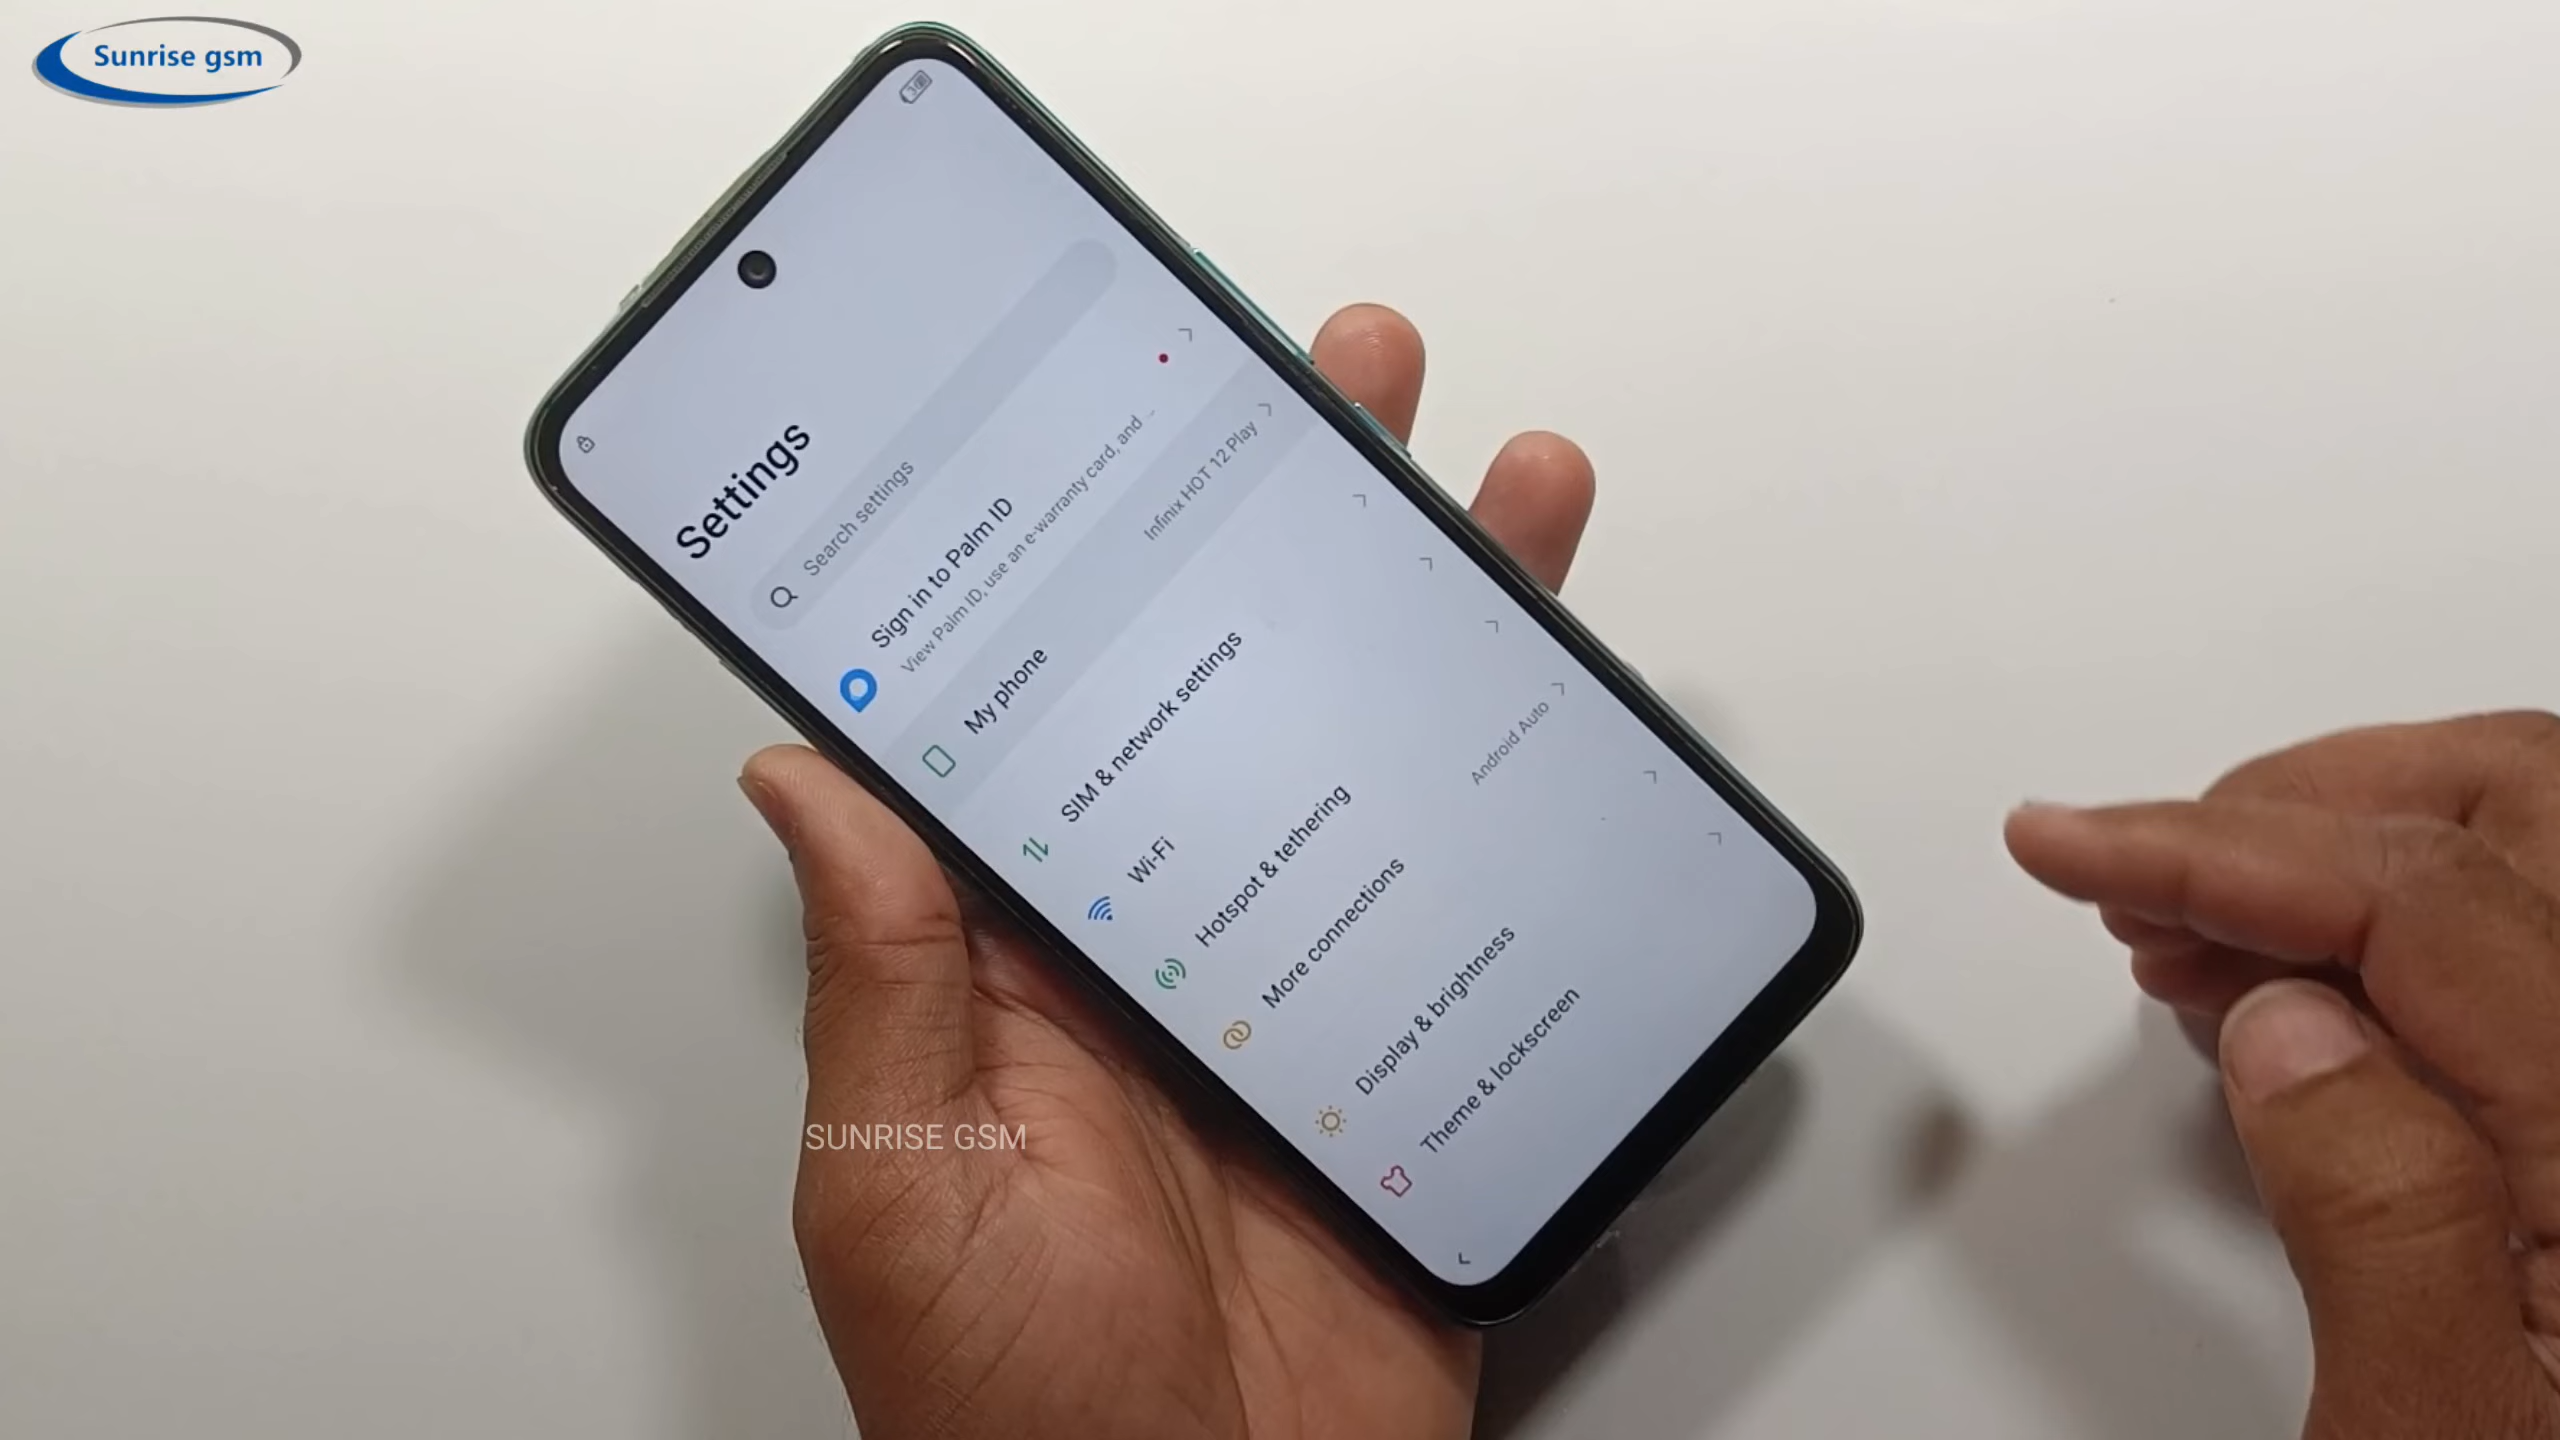 Sunrise gsm
Settings
Search settings
Sign in to Palm ID
View Palm ID, use an e-warranty card, and ...
My phone
Infinix HOT 12 Play
SIM & network settings
Wi-Fi
Hotspot & tethering
More connections
Android Auto
Display & brightness
Theme & lockscreen
SUNRISE GSM